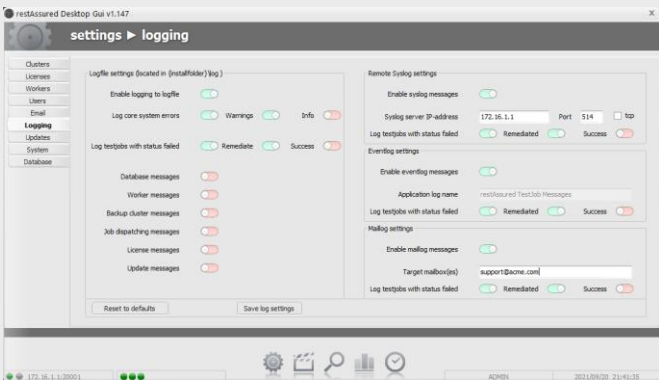 restAssured Desktop Gui v1.147
x
settings ► logging
Clusters
Licenses
Workers
Users
Email
Logging
Updates
System
Database
Logfile settings (located in {installfolder}\log )
Enable logging to logfile
Log core system errors Warnings Info
Log testjobs with status failed Remediate Success
Database messages
Worker messages
Backup cluster messages
Job dispatching messages
License messages
Update messages
Reset to defaults Save log settings
Remote Syslog settings
Enable syslog messages
Syslog server IP-address 172.16.1.1 Port 514 tcp
Log testjobs with status failed Remediated Success
Eventlog settings
Enable eventlog messages
Application log name restAssured TestJob Messages
Log testjobs with status failed Remediated Success
Maillog settings
Enable maillog messages
Target mailbox(es) support@acme.com
Log testjobs with status failed Remediated Success
172.16.1.1:20001 ADMIN 2021/09/20 21:41:35